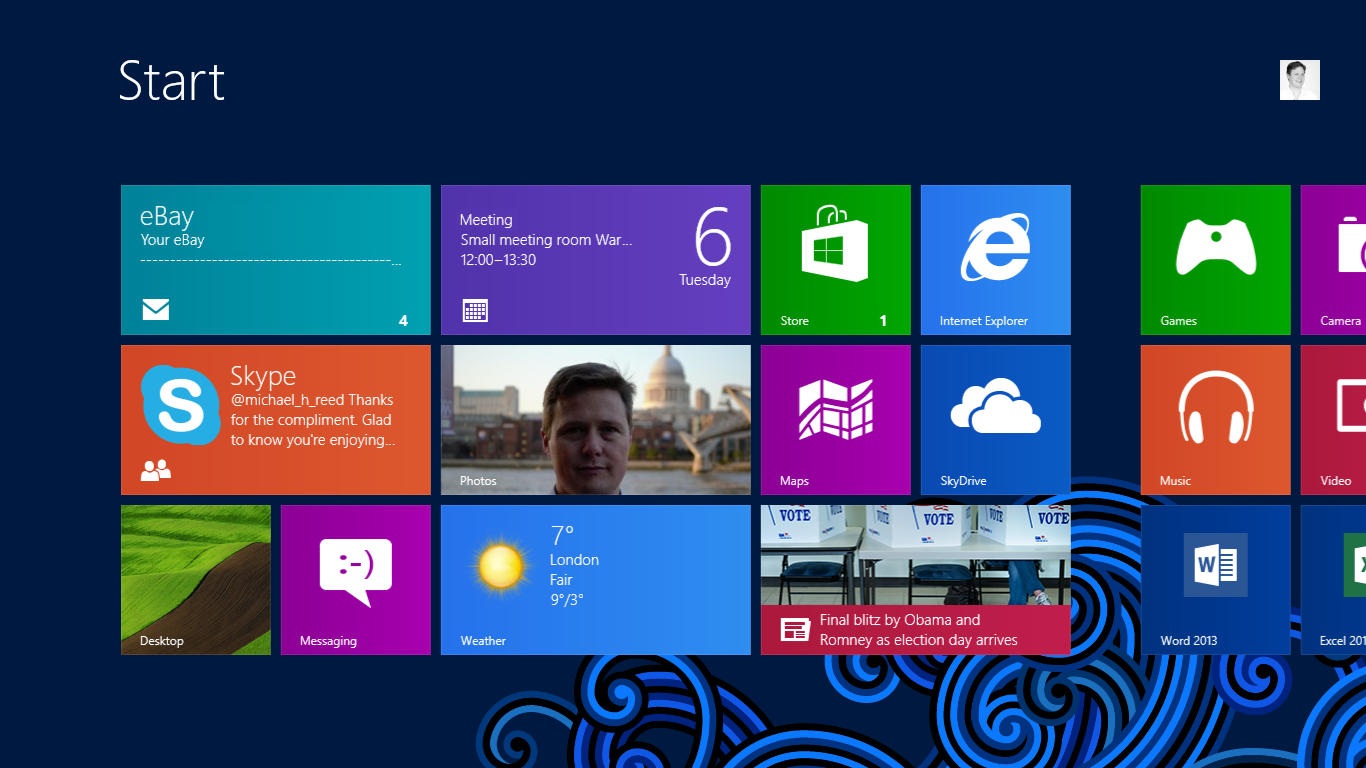 Start
eBay
Your eBay
------------------------------------------...
4
Meeting
Small meeting room War...
12:00–13:30
6
Tuesday
Store
1
Internet Explorer
Games
Camera
Skype
@michael_h_reed Thanks
for the compliment. Glad
to know you're enjoying...
Photos
Maps
SkyDrive
Music
Video
Desktop
:-)
Messaging
7°
London
Fair
9°/3°
Weather
VOTE
VOTE
VOTE
VOTE
Final blitz by Obama and
Romney as election day arrives
W
Word 2013
X
Excel 201